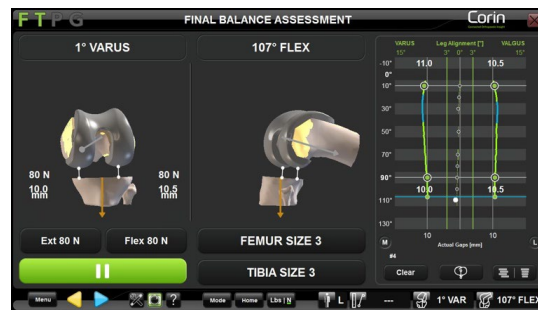 FTPG
FINAL BALANCE ASSESSMENT
Corin
1° VARUS
107° FLEX
80 N
10.0
mm
80 N
10.5
mm
Ext 80 N
Flex 80 N
FEMUR SIZE 3
TIBIA SIZE 3
VARUS
Leg Alignment [°]
VALGUS
15°
3°
0°
3°
15°
-10°
11.0
10.5
0°
10°
30°
50°
70°
90°
10.0
10.5
110°
130°
M
10
Actual Gaps [mm]
10
L
#4
Clear
Menu
?
Mode
Home
Lbs | N
L
---
1° VAR
107° FLEX